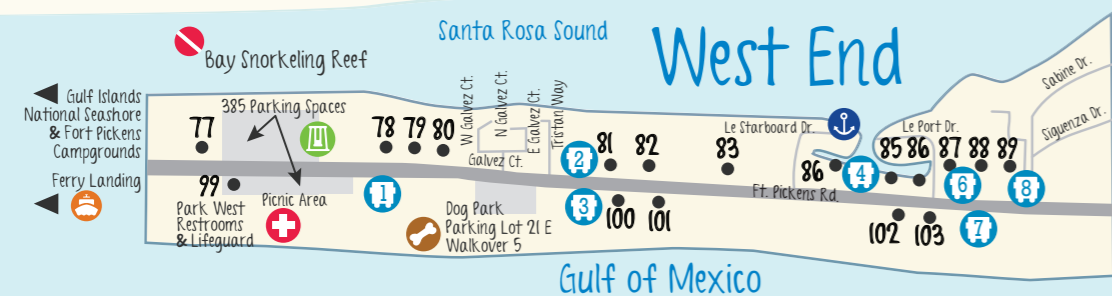 Santa Rosa Sound
West End
Bay Snorkeling Reef
Gulf Islands
National Seashore
& Fort Pickens
Campgrounds
Ferry Landing
385 Parking Spaces
77
78 79 80
W Galvez Ct.
N Galvez Ct.
E Galvez Ct.
Tristan Way
Galvez Ct.
2
81
82
83
Le Starboard Dr.
Le Port Dr.
Sabine Dr.
Siguenza Dr.
86
4
85 86 87 88 89
6
8
Ft. Pickens Rd.
99
Park West
Restrooms
& Lifeguard
Picnic Area
1
Dog Park
Parking Lot 21 E
Walkover 5
3
100
101
102 103
7
Gulf of Mexico